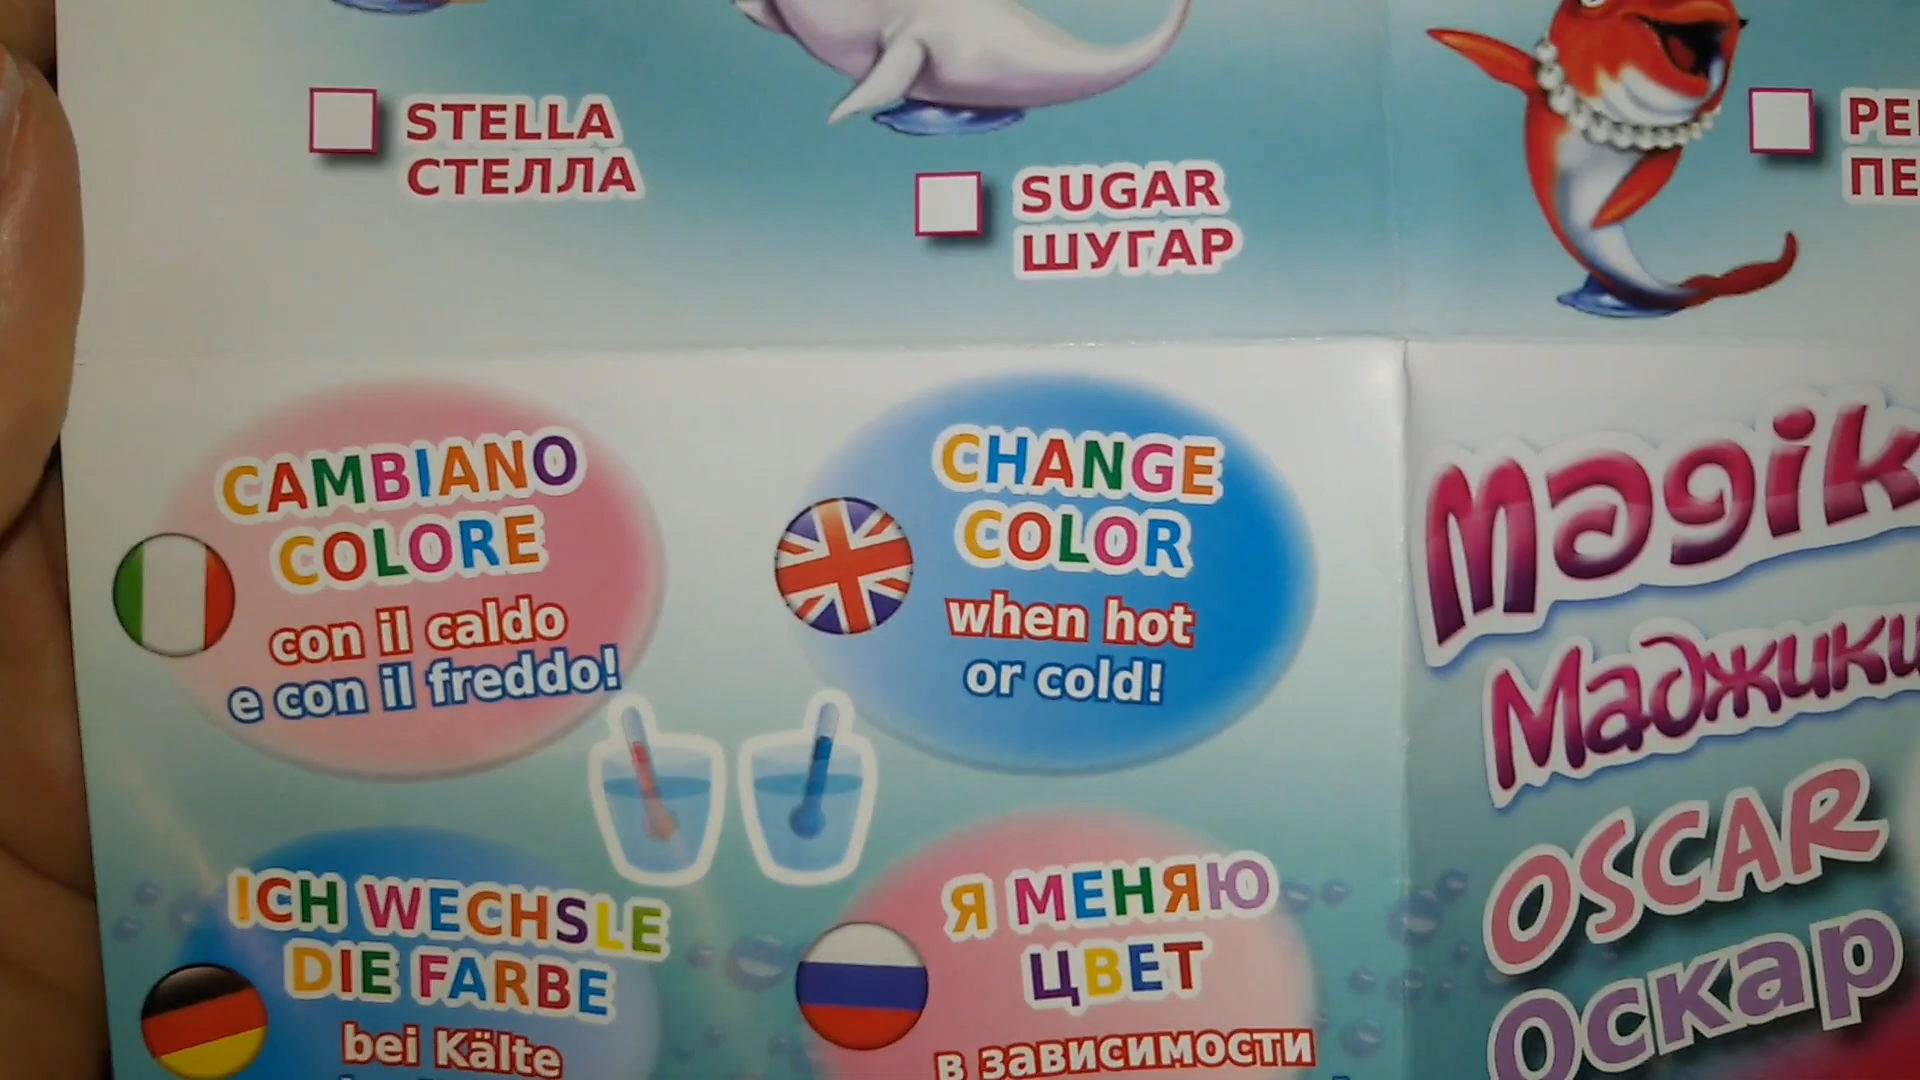 STELLA
СТЕЛЛА
SUGAR
ШУГАР
CAMBIANO
COLORE
con il caldo
e con il freddo!
CHANGE
COLOR
when hot
or cold!
ICH WECHSLE
DIE FARBE
bei Kälte
Я МЕНЯЮ
ЦВЕТ
в зависимости
Magik
Маджики
OSCAR
Оскар